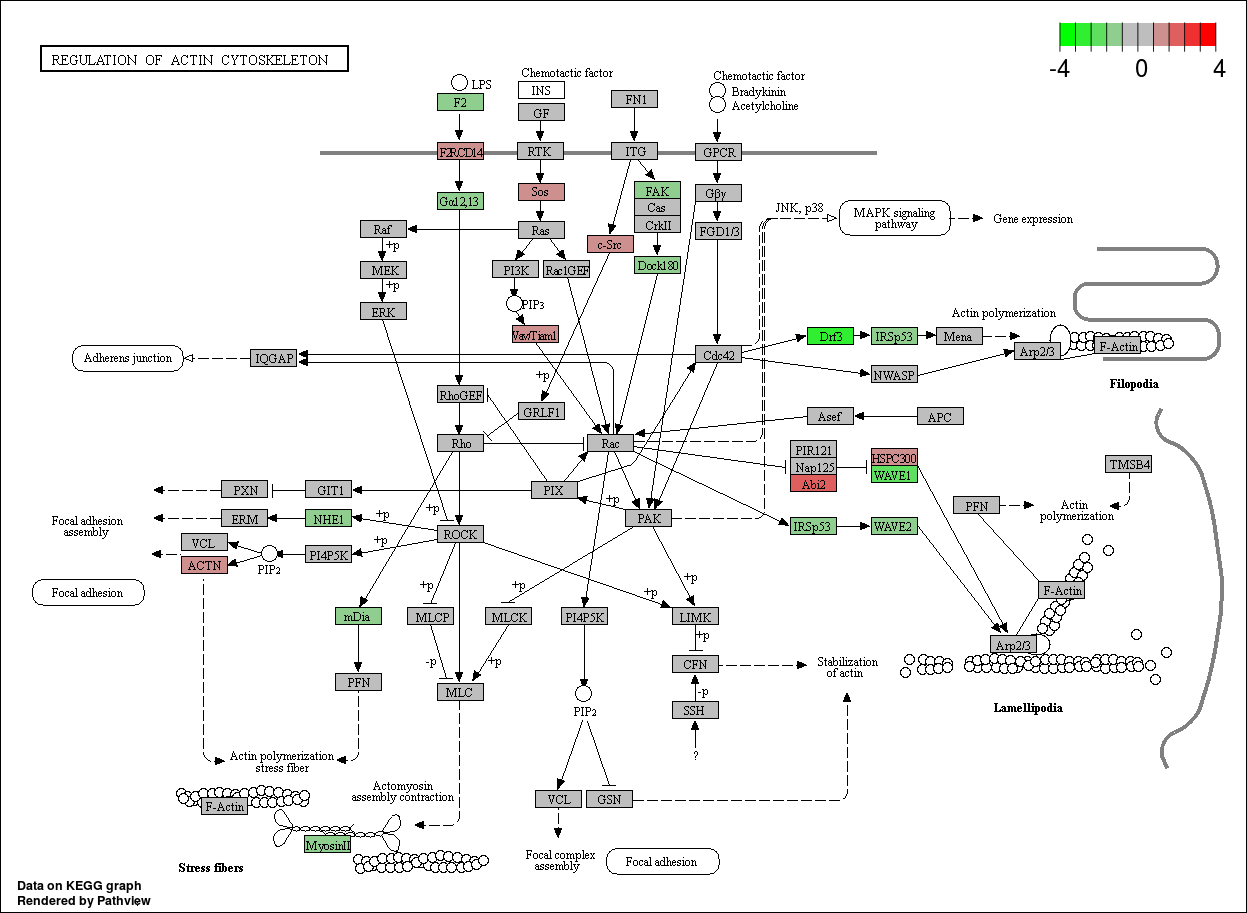 REGULATION OF ACTIN CYTOSKELETON
-4 0 4
LPS
Chemotactic factor
Chemotactic factor
INS
FN1
Bradykinin
Acetylcholine
F2
GF
F2RCD14
RTK
ITG
GPCR
Gα12,13
Sos
FAK
Cas
CrkII
Gβγ
JNK, p38
MAPK signaling
pathway
Gene expression
Raf
Ras
c-Src
FGD1/3
+p
MEK
PI3K
Rac1GEF
Dock180
+p
ERK
PIP3
Actin polymerization
Vav/Tiam1
Drf3
IRSp53
Mena
Arp2/3
F-Actin
Adherens junction
IQGAP
Cdc42
NWASP
Filopodia
+p
RhoGEF
GRLF1
Asef
APC
Rho
Rac
PIR121
Nap125
Abi2
HSPC300
WAVE1
TMSB4
PXN
GIT1
PIX
+p
PFN
Actin
polymerization
Focal adhesion
assembly
ERM
NHE1
+p
+p
PAK
IRSp53
WAVE2
ROCK
VCL
ACTN
PIP2
PI4P5K
+p
Focal adhesion
+p
+p
+p
+p
F-Actin
mDia
MLCP
MLCK
PI4P5K
LIMK
+p
Arp2/3
-p
+p
CFN
Stabilization
of actin
PFN
MLC
-p
SSH
PIP2
Lamellipodia
?
Actin polymerization
stress fiber
Actomyosin
assembly contraction
F-Actin
VCL
GSN
MyosinII
Stress fibers
Focal complex
assembly
Focal adhesion
Data on KEGG graph
Rendered by Pathview